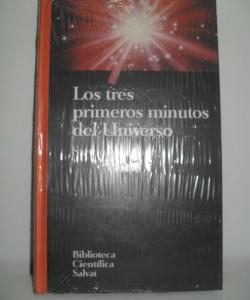 Los tres
primeros minutos
del Universo
Biblioteca
Científica
Salvat